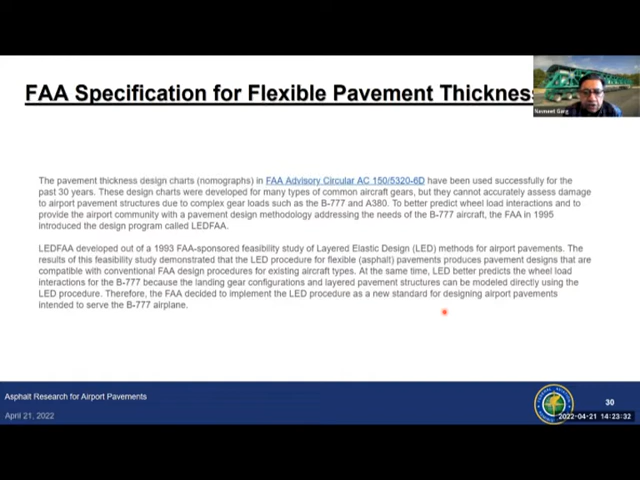 FAA Specification for Flexible Pavement Thickness
Navneet Garg
The pavement thickness design charts (nomographs) in FAA Advisory Circular AC 150/5320-6D have been used successfully for the
past 30 years. These design charts were developed for many types of common aircraft gears, but they cannot accurately assess damage
to airport pavement structures due to complex gear loads such as the B-777 and A380. To better predict wheel load interactions and to
provide the airport community with a pavement design methodology addressing the needs of the B-777 aircraft, the FAA in 1995
introduced the design program called LEDFAA.
LEDFAA developed out of a 1993 FAA-sponsored feasibility study of Layered Elastic Design (LED) methods for airport pavements. The
results of this feasibility study demonstrated that the LED procedure for flexible (asphalt) pavements produces pavement designs that are
compatible with conventional FAA design procedures for existing aircraft types. At the same time, LED better predicts the wheel load
interactions for the B-777 because the landing gear configurations and layered pavement structures can be modeled directly using the
LED procedure. Therefore, the FAA decided to implement the LED procedure as a new standard for designing airport pavements
intended to serve the B-777 airplane.
Asphalt Research for Airport Pavements
April 21, 2022
30
2022-04-21 14:23:32